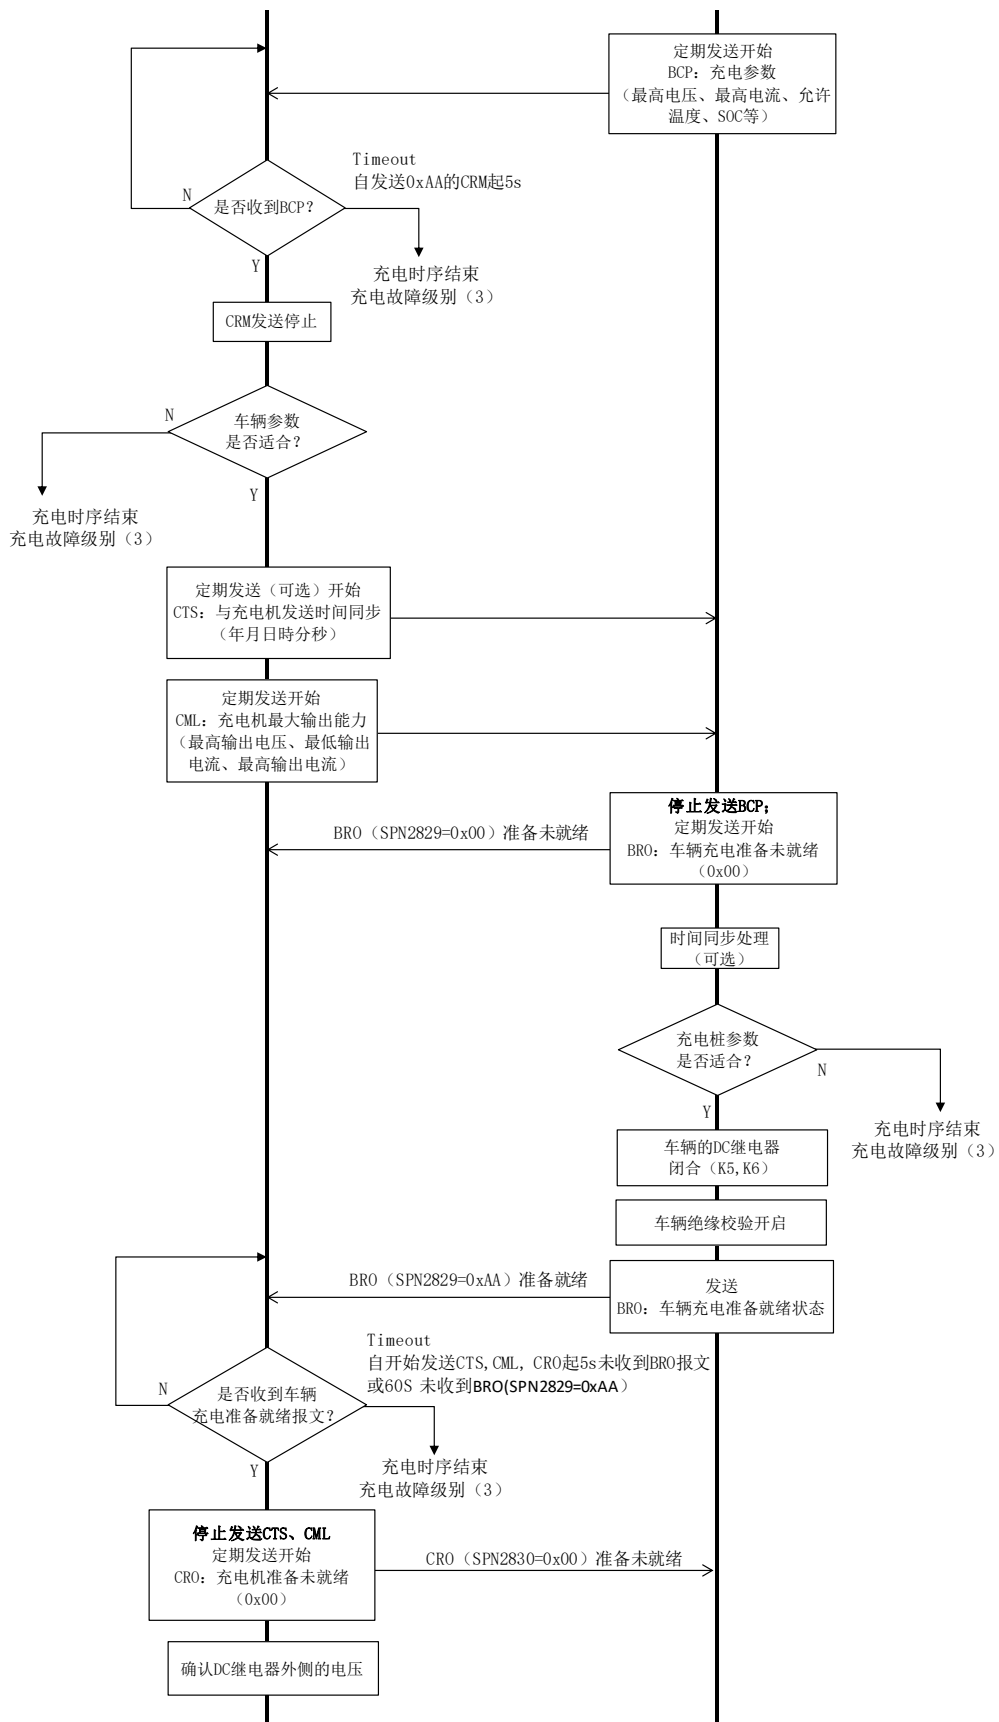 定期发送开始
BCP: 充电参数
（最高电压、最高电流、允许
温度、SOC等）
Timeout
自发送0xAA的CRM起5s
N
是否收到BCP？
Y
充电时序结束
充电故障级别（3）
CRM发送停止
N
车辆参数
是否适合？
Y
充电时序结束
充电故障级别（3）
定期发送（可选）开始
CTS: 与充电机发送时间同步
（年月日時分秒）
定期发送开始
CML: 充电机最大输出能力
（最高输出电压、最低输出
电流、最高输出电流）
停止发送BCP;
定期发送开始
BRO: 车辆充电准备未就绪
（0x00）
BRO（SPN2829=0x00）准备未就绪
时间同步处理
（可选）
充电桩参数
是否适合？
N
Y
充电时序结束
充电故障级别（3）
车辆的DC继电器
闭合（K5,K6）
车辆绝缘校验开启
BRO（SPN2829=0xAA）准备就绪
发送
BRO: 车辆充电准备就绪状态
Timeout
自开始发送CTS,CML, CRO起5s未收到BRO报文
或60S 未收到BRO(SPN2829=0xAA）
N
是否收到车辆
充电准备就绪报文？
Y
充电时序结束
充电故障级别（3）
停止发送CTS、CML
定期发送开始
CRO: 充电机准备未就绪
（0x00）
CRO（SPN2830=0x00）准备未就绪
确认DC继电器外侧的电压